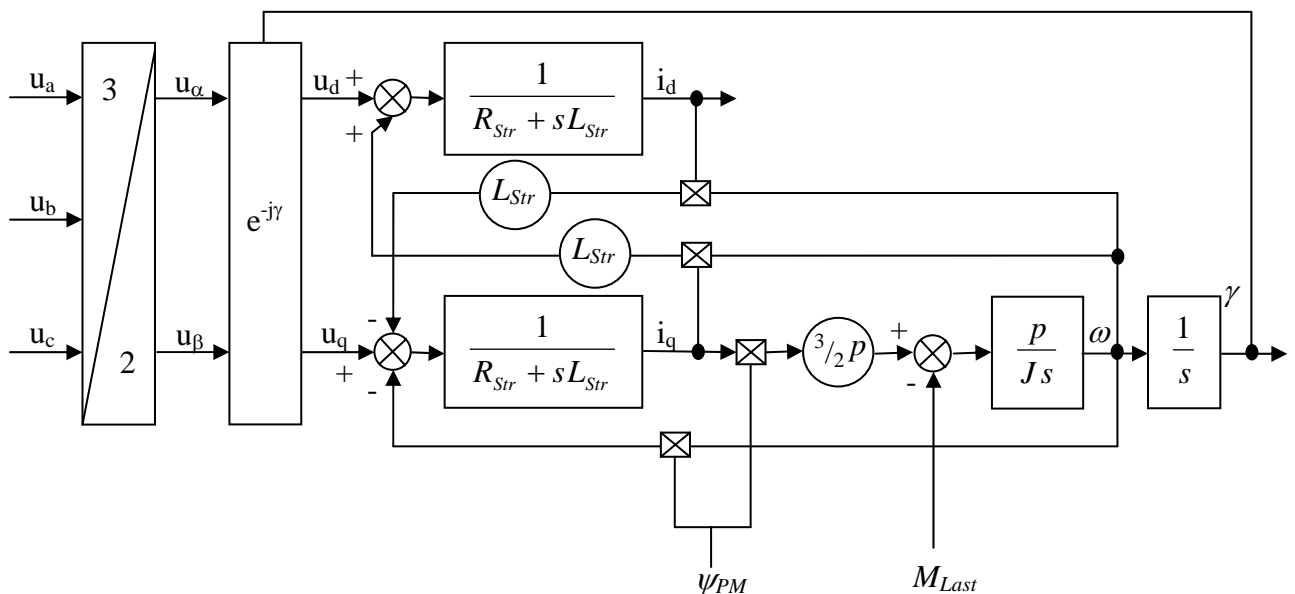 u_a
3
u_α
u_d
+
1
R_Str + sL_Str
i_d
+
u_b
e^-jγ
L_Str
L_Str
u_c
2
u_β
u_q
+
-
-
1
R_Str + sL_Str
i_q
3/2 p
+
-
p
J s
ω
1
s
γ
ψ_PM
M_Last